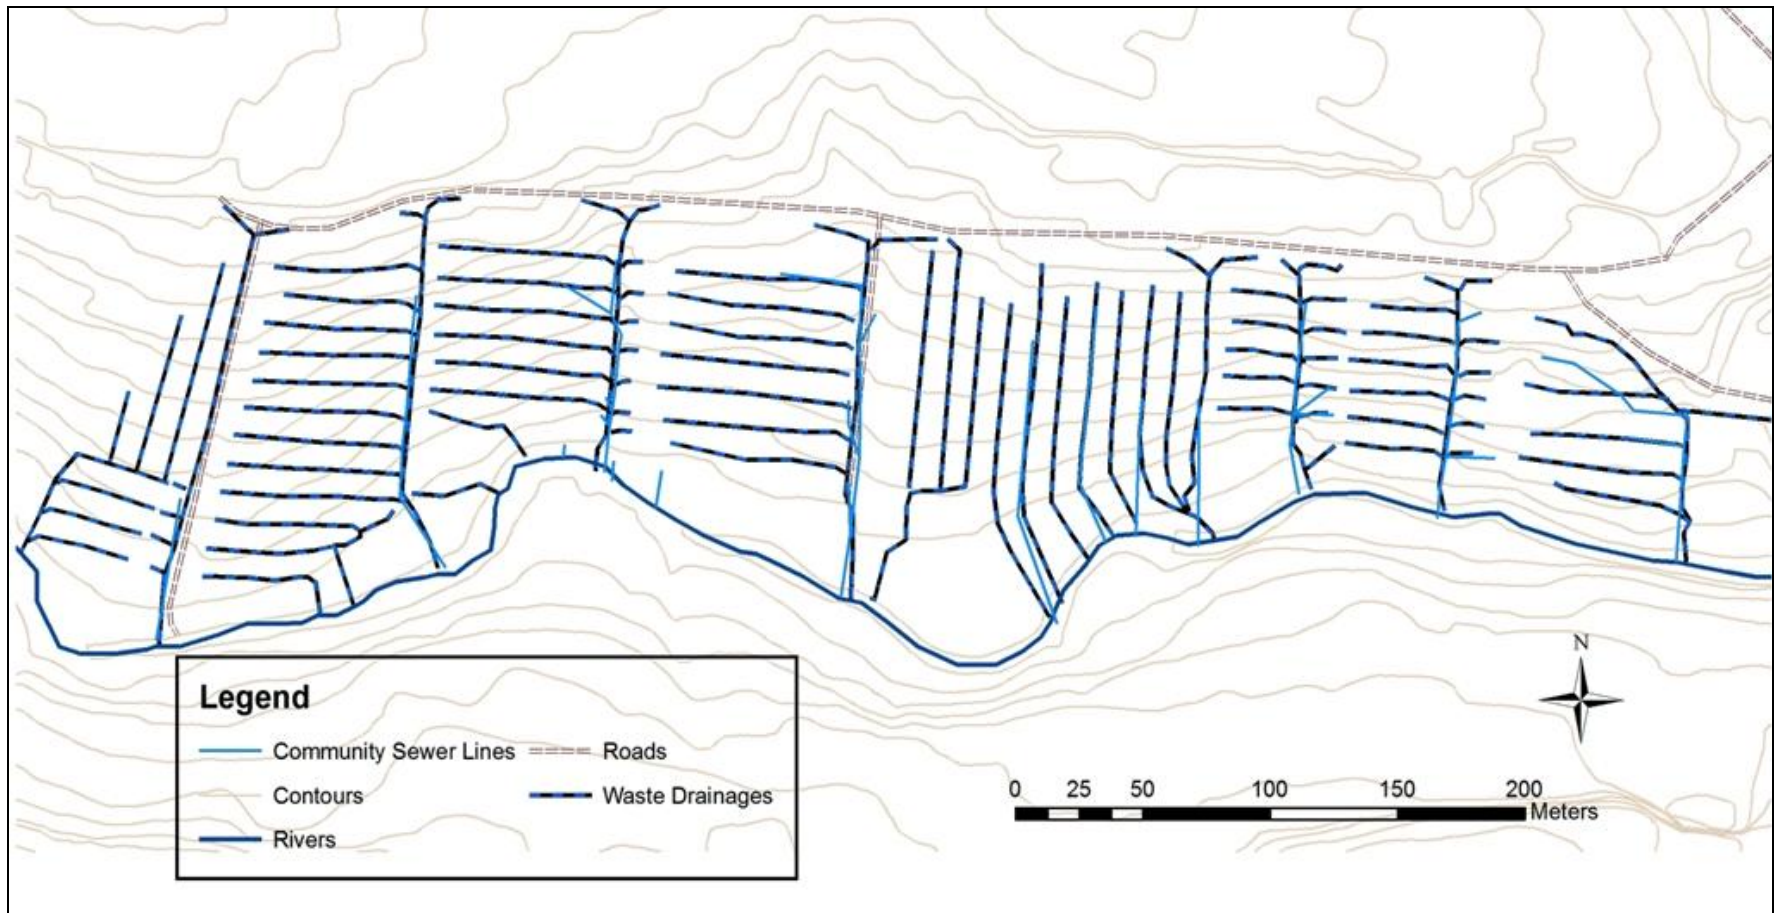 N
Legend
Community Sewer Lines Roads
Contours Waste Drainages
Rivers
0 25 50 100 150 200
Meters